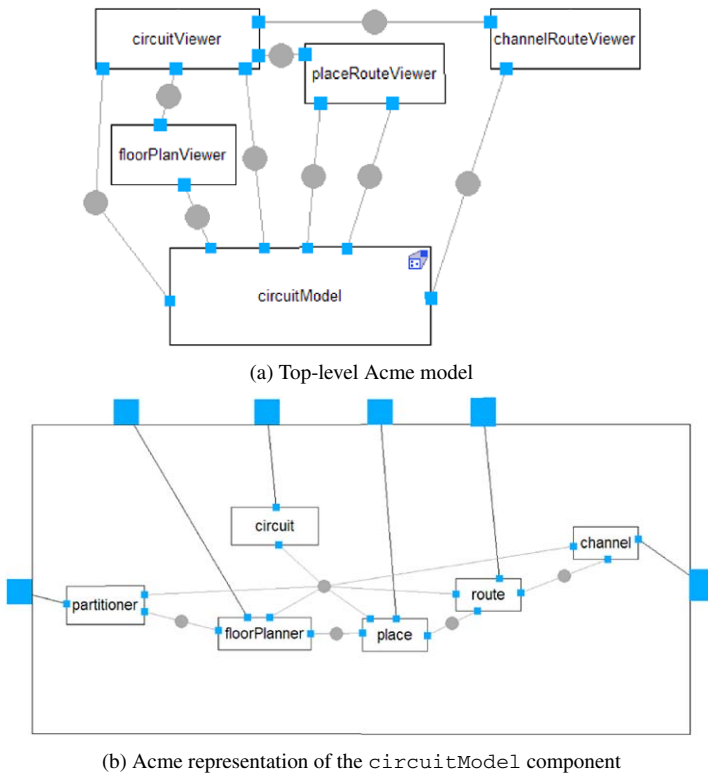 circuitViewer
channelRouteViewer
placeRouteViewer
floorPlanViewer
circuitModel
(a) Top-level Acme model
circuit
channel
partitioner
route
floorPlanner
place
(b) Acme representation of the circuitModel component